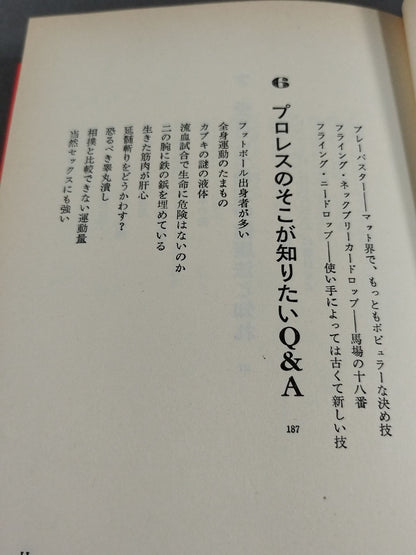 ブレーバスター――マット界で、もっともポピュラーな決め技
フライング・ネックブリーカードロップ――馬場の十八番
フライング・ニードロップ――使い手によっては古くて新しい技
6 プロレスのそこが知りたいQ&A 187
フットボール出身者が多い
全身運動のたまもの
カブキの謎の液体
流血試合で生命に危険はないのか
二の腕に鉄の鋲を埋めている
生きた筋肉が肝心
延髄斬りをどうかわす?
恐るべき睾丸潰し
相撲と比較できない運動量
当然セックスにも強い
11